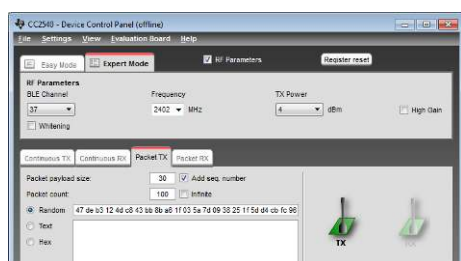 CC2540 - Device Control Panel (offline)
File Settings View Evaluation Board Help
Easy Mode Expert Mode RF Parameters Register reset
RF Parameters
BLE Channel Frequency TX Power
37 2402 MHz 4 dBm High Gain
Whitening
Continuous TX Continuous RX Packet TX Packet RX
Packet payload size: 30 Add seq. number
Packet count: 100 Infinite
Random 47 de b3 12 4d c8 43 bb 8b a6 1f 03 5a 7d 09 38 25 1f 5d d4 cb fc 96
Text
Hex
TX RX